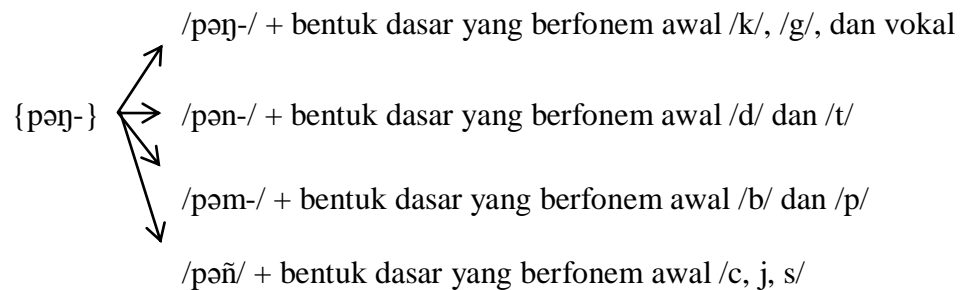 /pəŋ-/ + bentuk dasar yang berfonem awal /k/, /g/, dan vokal
{pəŋ-}
/pən-/ + bentuk dasar yang berfonem awal /d/ dan /t/
/pəm-/ + bentuk dasar yang berfonem awal /b/ dan /p/
/pəñ/ + bentuk dasar yang berfonem awal /c, j, s/